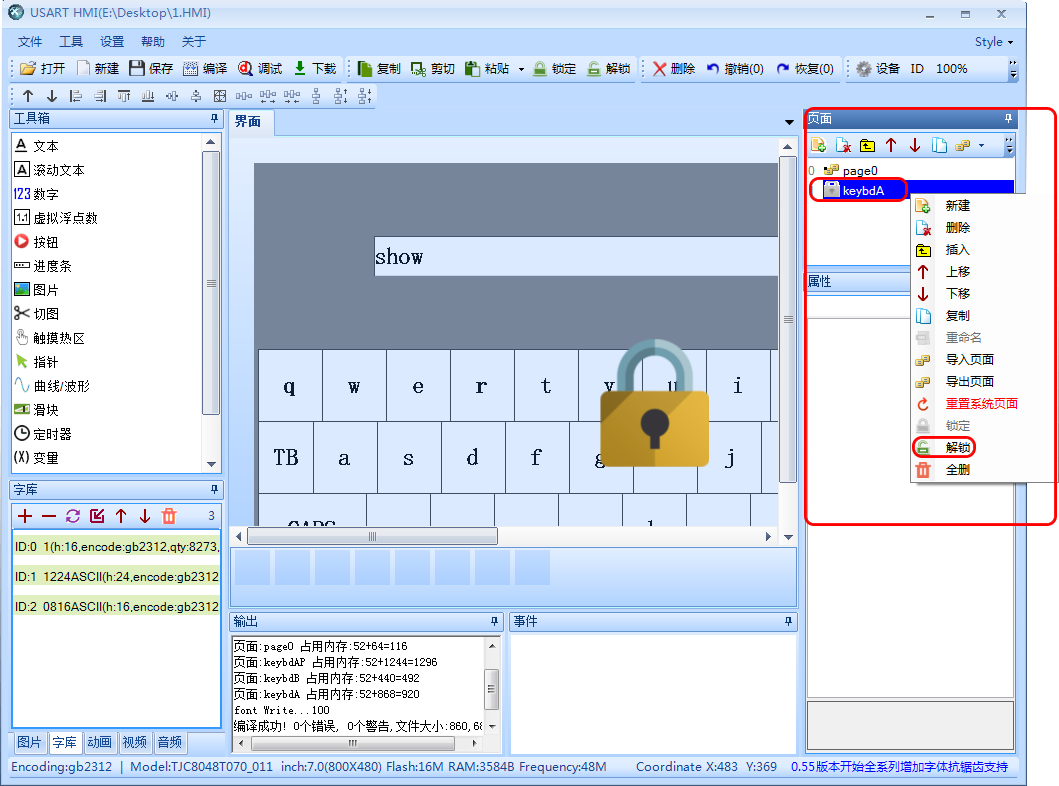 USART HMI(E:\Desktop\1.HMI)
文件 工具 设置 帮助 关于 Style
打开 新建 保存 编译 调试 下载 复制 剪切 粘贴 锁定 解锁 删除 撤销(0) 恢复(0) 设备 ID 100%
工具箱
文本
滚动文本
123 数字
1.1 虚拟浮点数
按钮
进度条
图片
切图
触摸热区
指针
曲线/波形
滑块
定时器
(X) 变量
字库
3
ID:0 1(h:16,encode:gb2312,qty:8273,
ID:1 1224ASCII(h:24,encode:gb2312
ID:2 0816ASCII(h:16,encode:gb2312
图片 字库 动画 视频 音频
界面
show
q w e r t y u i
TB a s d f g j
CAPS
输出
页面:page0 占用内存:52+64=116
页面:keybdAP 占用内存:52+1244=1296
页面:keybdB 占用内存:52+440=492
页面:keybdA 占用内存:52+868=920
font Write...100
编译成功! 0个错误, 0个警告,文件大小:860,68
事件
页面
0 page0
keybdA
属性
新建
删除
插入
上移
下移
复制
重命名
导入页面
导出页面
重置系统页面
锁定
解锁
全删
Encoding:gb2312 | Model:TJC8048T070_011 inch:7.0(800X480) Flash:16M RAM:3584B Frequency:48M Coordinate X:483 Y:369 0.55版本开始全系列增加字体抗锯齿支持